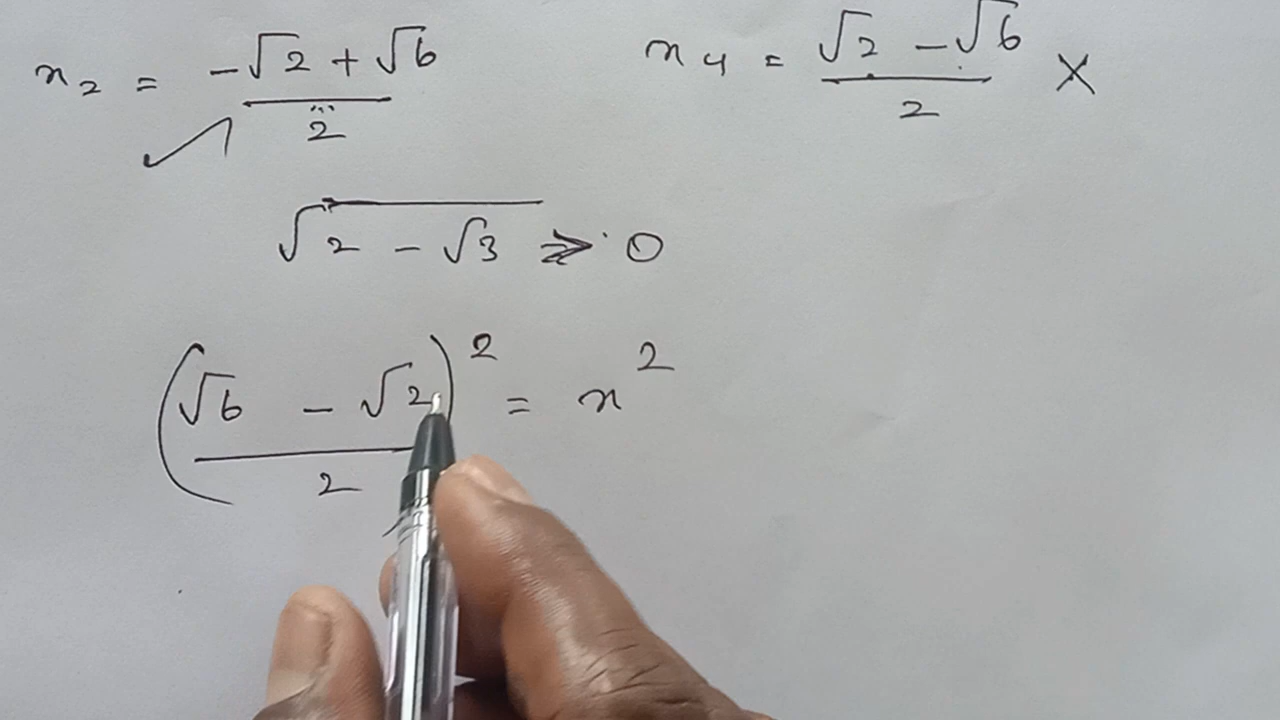 x₂ = (-√2 + √6)/2 ✓
x₄ = (√2 - √6)/2 ✗
√(2 - √3) ≥ 0
((√6 - √2)/2)² = x²